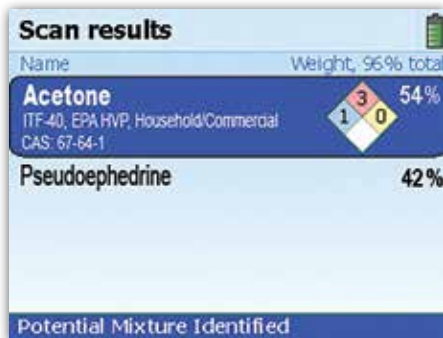 Scan results
Name Weight, 96% total
Acetone 54%
ITF-40, EPA HVP, Household/Commercial
CAS: 67-64-1
3
1 0
Pseudoephedrine 42%
Potential Mixture Identified